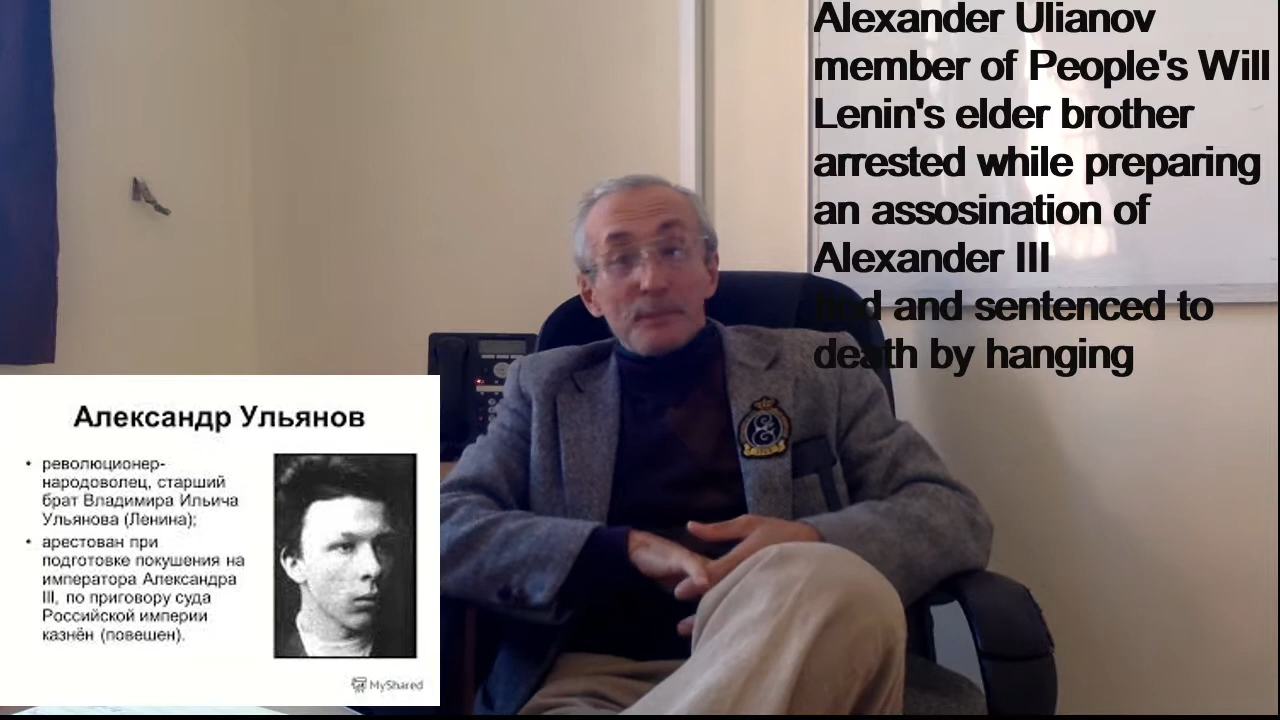 Alexander Ulianov
member of People's Will
Lenin's elder brother
arrested while preparing
an assosination of
Alexander III
and sentenced to
death by hanging
Александр Ульянов
• революционер-
народоволец, старший
брат Владимира Ильича
Ульянова (Ленина);
• арестован при
подготовке покушения на
императора Александра
III, по приговору суда
Российской империи
казнён (повешен).
MyShared